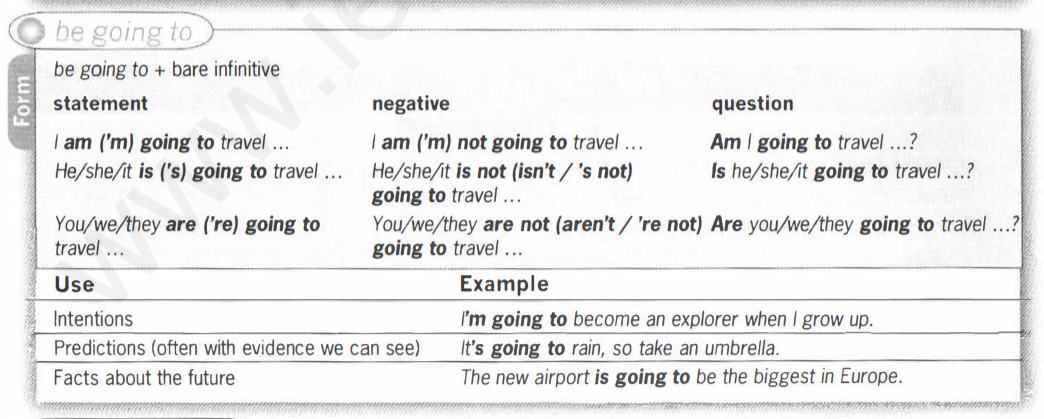 be going to
Form
be going to + bare infinitive
statement negative question
I am ('m) going to travel ... I am ('m) not going to travel ... Am I going to travel ...?
He/she/it is ('s) going to travel ... He/she/it is not (isn't / 's not) Is he/she/it going to travel ...?
going to travel ...
You/we/they are ('re) going to You/we/they are not (aren't / 're not) Are you/we/they going to travel ...?
travel ... going to travel ...
Use Example
Intentions I'm going to become an explorer when I grow up.
Predictions (often with evidence we can see) It's going to rain, so take an umbrella.
Facts about the future The new airport is going to be the biggest in Europe.